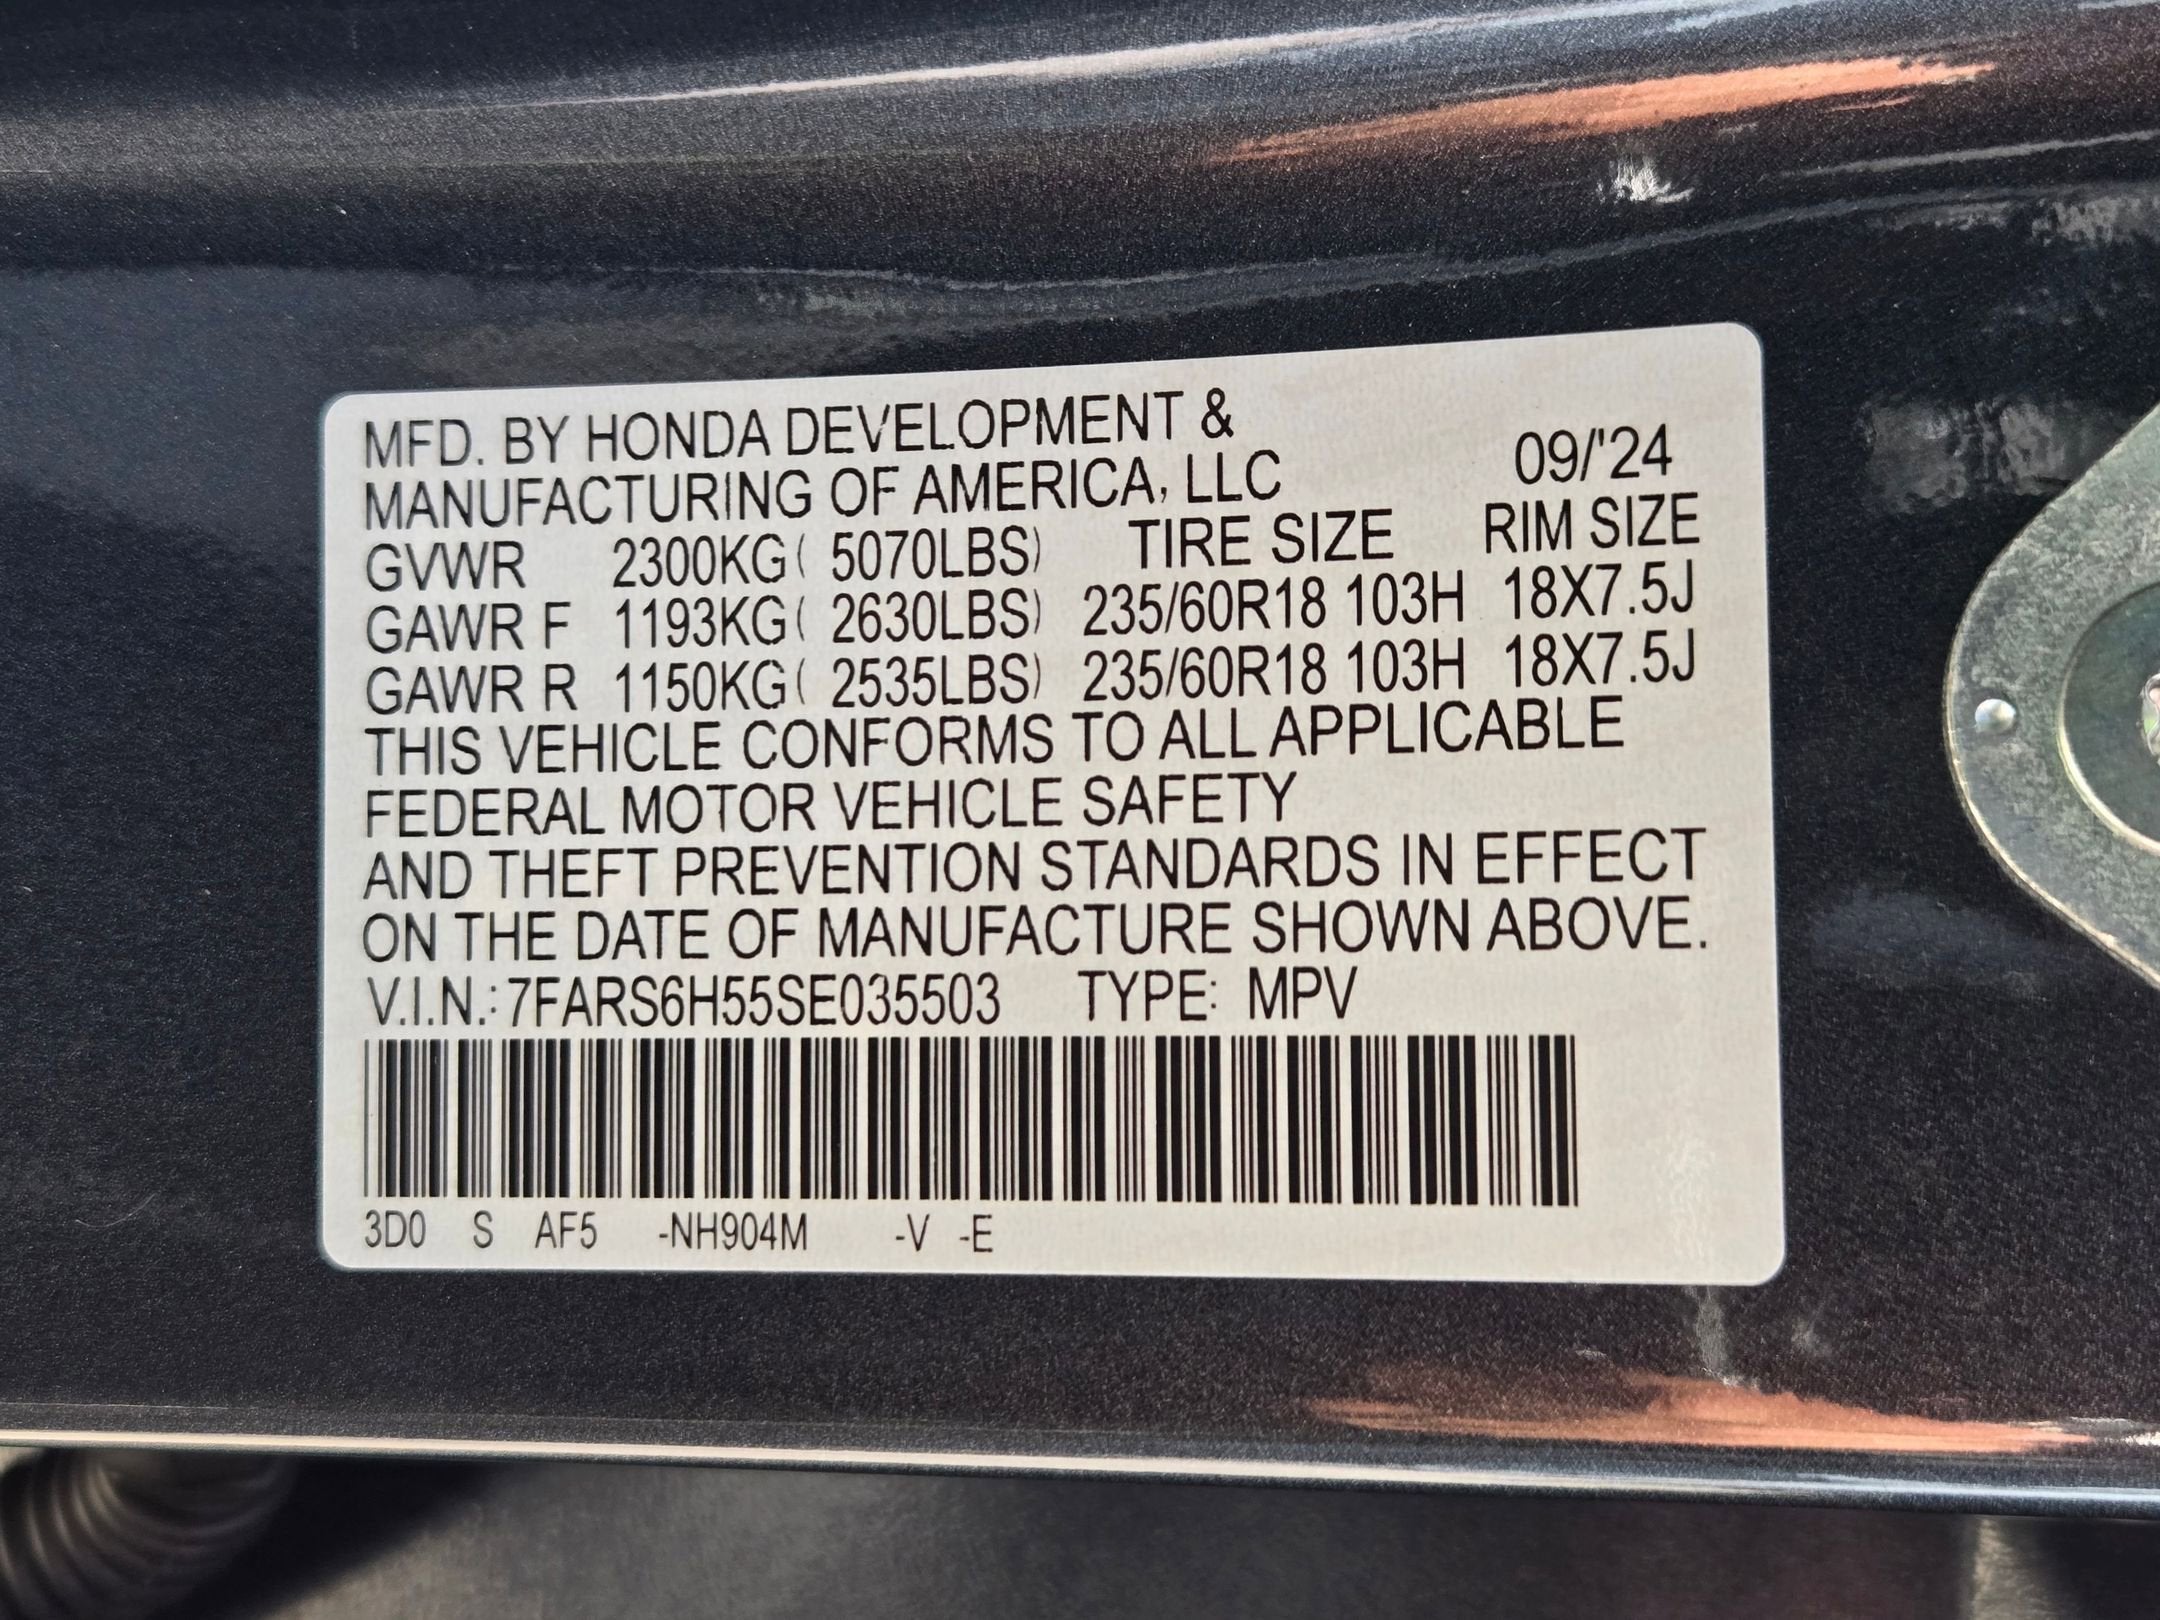 MFD. BY HONDA DEVELOPMENT &
MANUFACTURING OF AMERICA, LLC 09/'24
GVWR 2300KG( 5070LBS) TIRE SIZE RIM SIZE
GAWR F 1193KG( 2630LBS) 235/60R18 103H 18X7.5J
GAWR R 1150KG( 2535LBS) 235/60R18 103H 18X7.5J
THIS VEHICLE CONFORMS TO ALL APPLICABLE
FEDERAL MOTOR VEHICLE SAFETY
AND THEFT PREVENTION STANDARDS IN EFFECT
ON THE DATE OF MANUFACTURE SHOWN ABOVE.
V.I.N.: 7FARS6H55SE035503 TYPE: MPV
3D0 S AF5 -NH904M -V -E